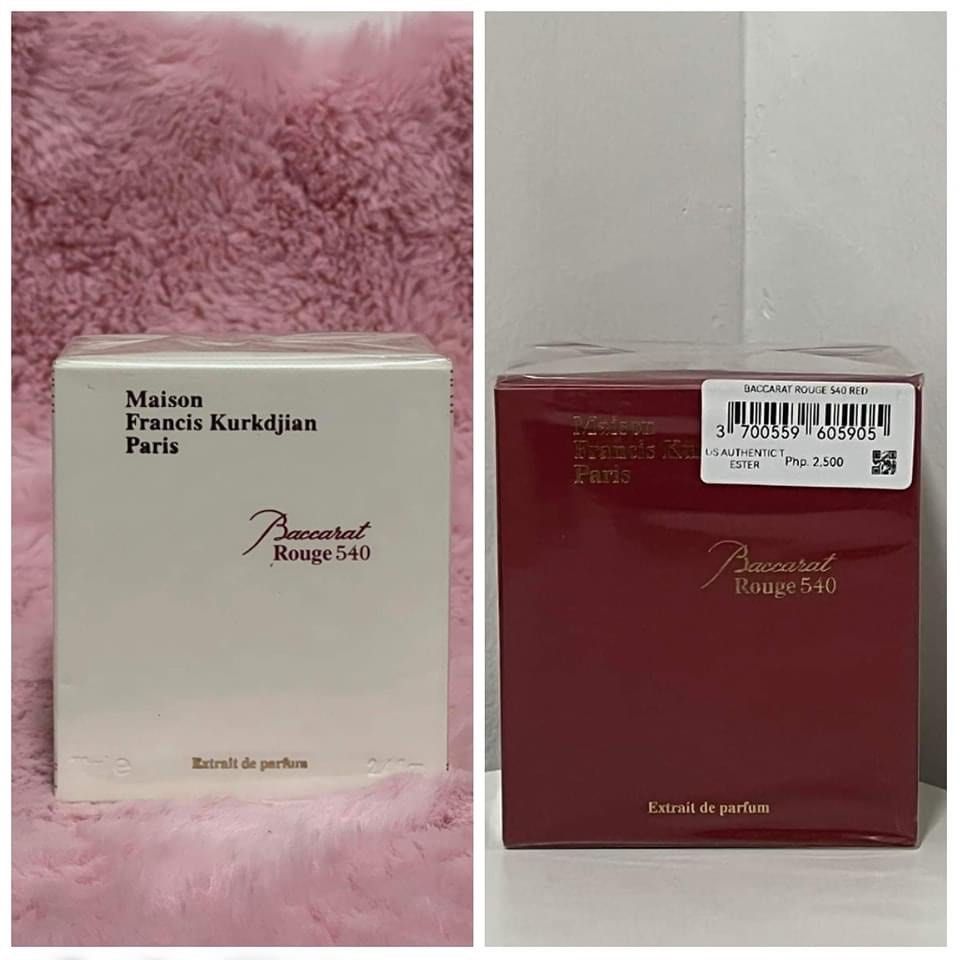 Maison
Francis Kurkdjian
Paris
Baccarat
Rouge 540
Extrait de parfum
BACCARAT ROUGE 540 RED
3 700559 605905
US AUTHENTIC T
ESTER
Php. 2,500
Maison
Francis
Paris
Baccarat
Rouge 540
Extrait de parfum